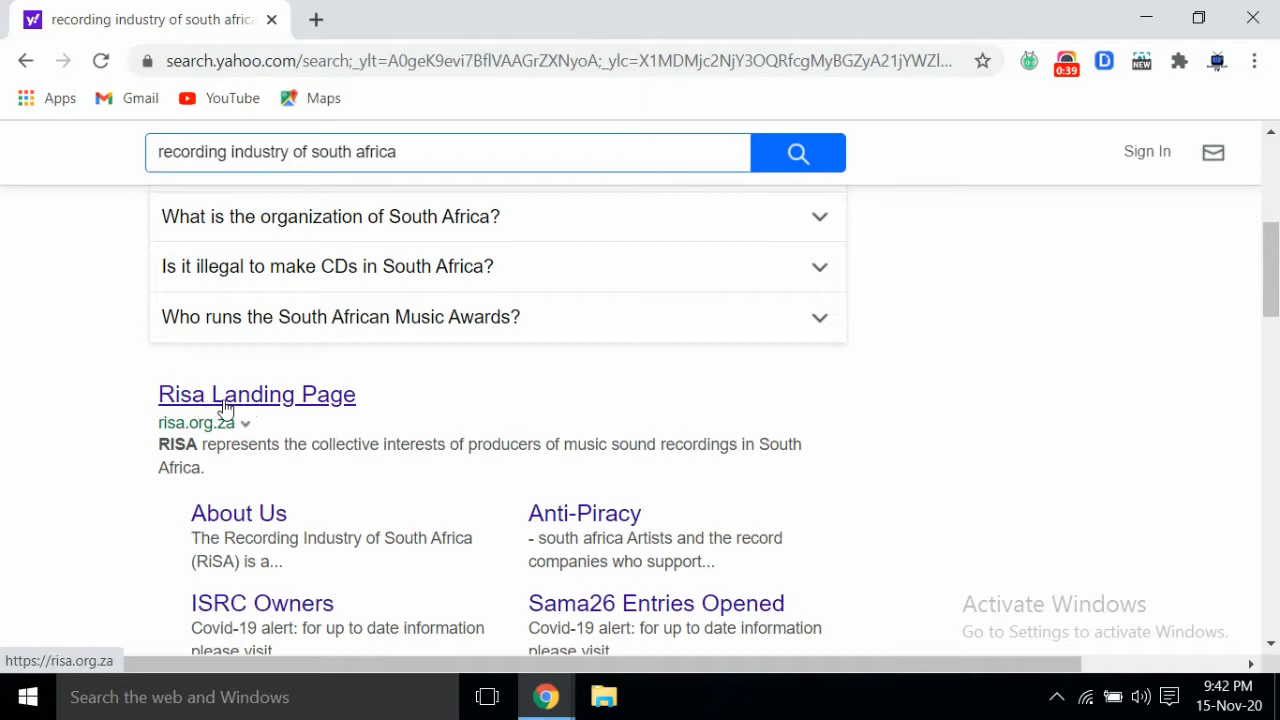 recording industry of south africa
search.yahoo.com/search;_ylt=A0geK9evi7BflVAAGrZXNyoA;_ylc=X1MDMjc2NjY3OQRfcgMyBGZyA21jYWZl...
NEW
0:39
D
Apps Gmail YouTube Maps
recording industry of south africa
Sign In
What is the organization of South Africa?
Is it illegal to make CDs in South Africa?
Who runs the South African Music Awards?
Risa Landing Page
risa.org.za
RISA represents the collective interests of producers of music sound recordings in South
Africa.
About Us
The Recording Industry of South Africa
(RiSA) is a...
Anti-Piracy
- south africa Artists and the record
companies who support...
ISRC Owners
Covid-19 alert: for up to date information
please visit
Sama26 Entries Opened
Covid-19 alert: for up to date information
please visit
Activate Windows
Go to Settings to activate Windows.
https://risa.org.za
Search the web and Windows
9:42 PM
15-Nov-20